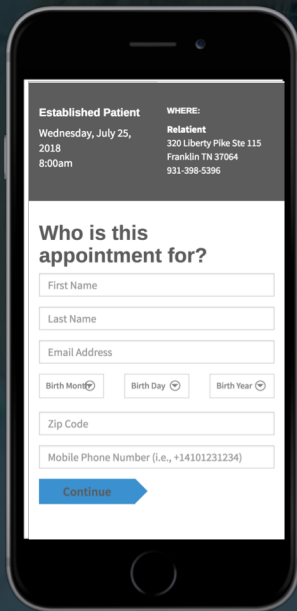 Established Patient
Wednesday, July 25,
2018
8:00am
WHERE:
Relatient
320 Liberty Pike Ste 115
Franklin TN 37064
931-398-5396
Who is this
appointment for?
First Name
Last Name
Email Address
Birth Month
Birth Day
Birth Year
Zip Code
Mobile Phone Number (i.e., +14101231234)
Continue